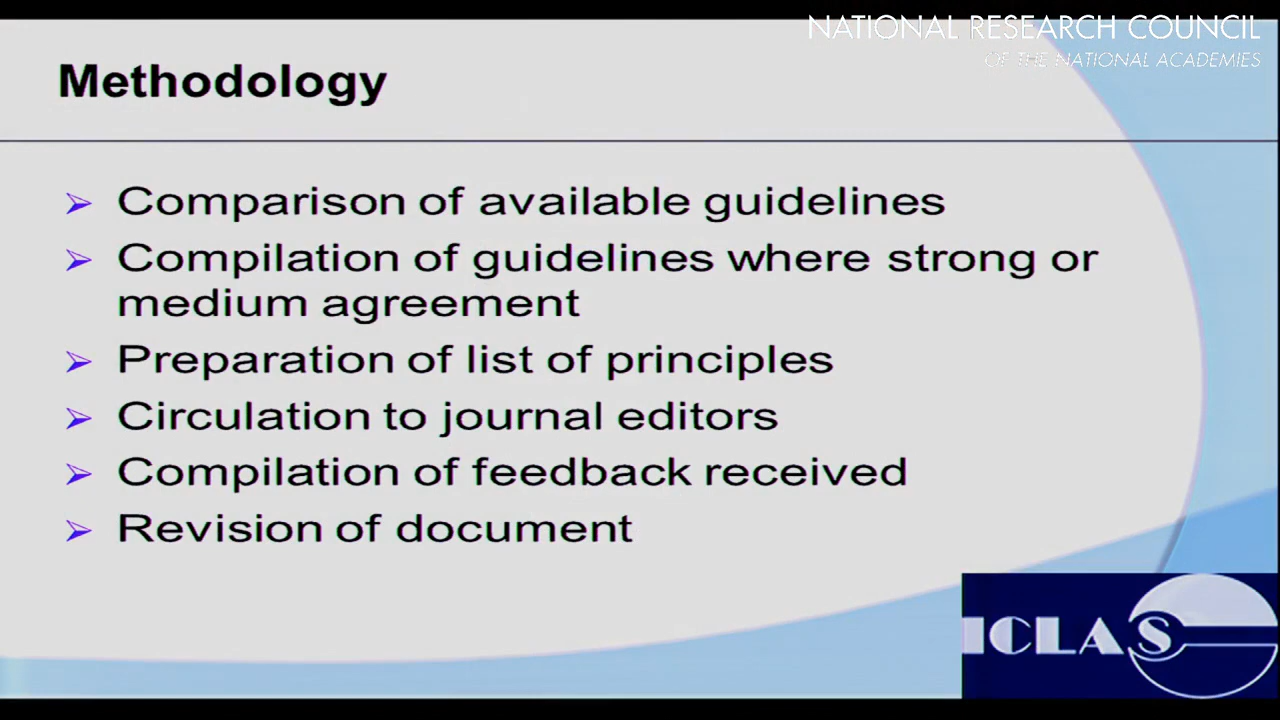 NATIONAL RESEARCH COUNCIL
OF THE NATIONAL ACADEMIES
Methodology
Comparison of available guidelines
Compilation of guidelines where strong or
medium agreement
Preparation of list of principles
Circulation to journal editors
Compilation of feedback received
Revision of document
ICLAS